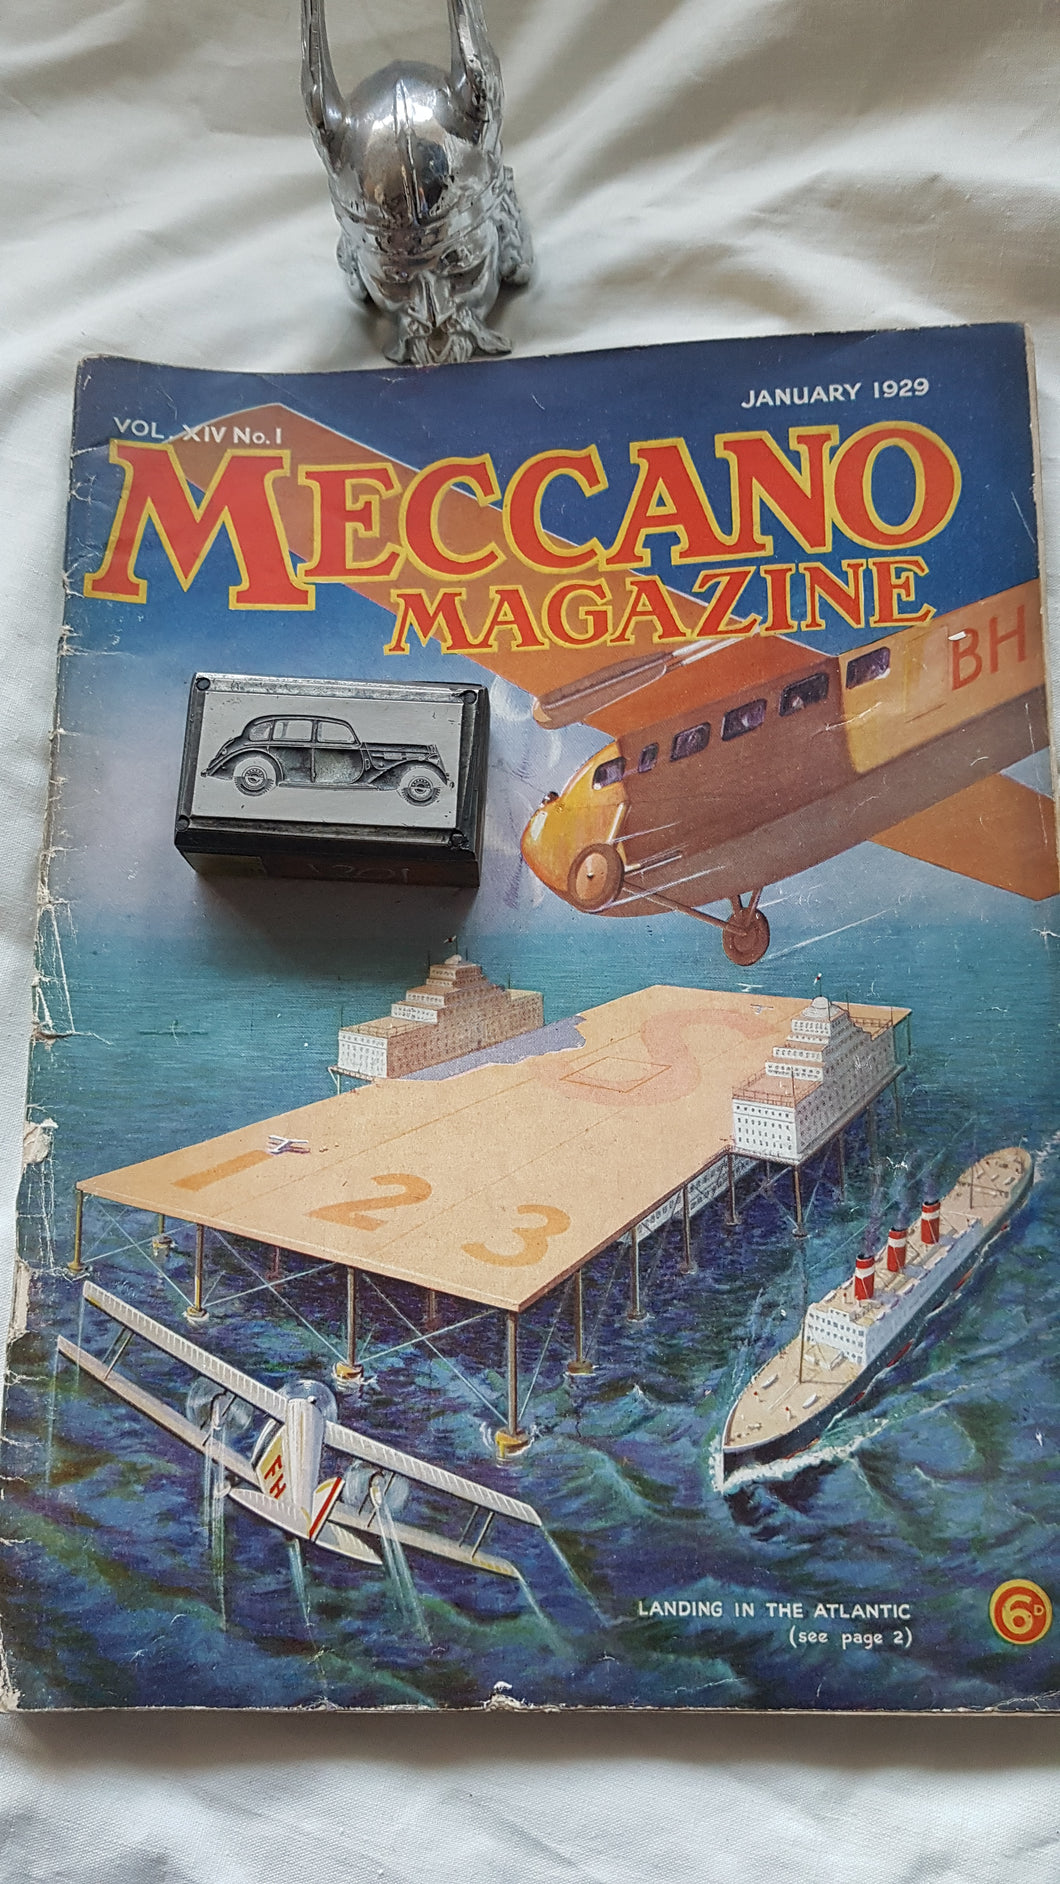 JANUARY 1929
VOL. XIV No. 1
MECCANO
MAGAZINE
BH
S
1 2 3
FH
LANDING IN THE ATLANTIC
(see page 2)
6D